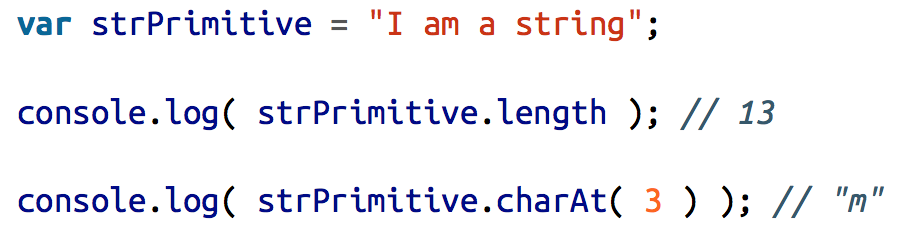 var strPrimitive = "I am a string";
console.log( strPrimitive.length ); // 13
console.log( strPrimitive.charAt( 3 ) ); // "m"